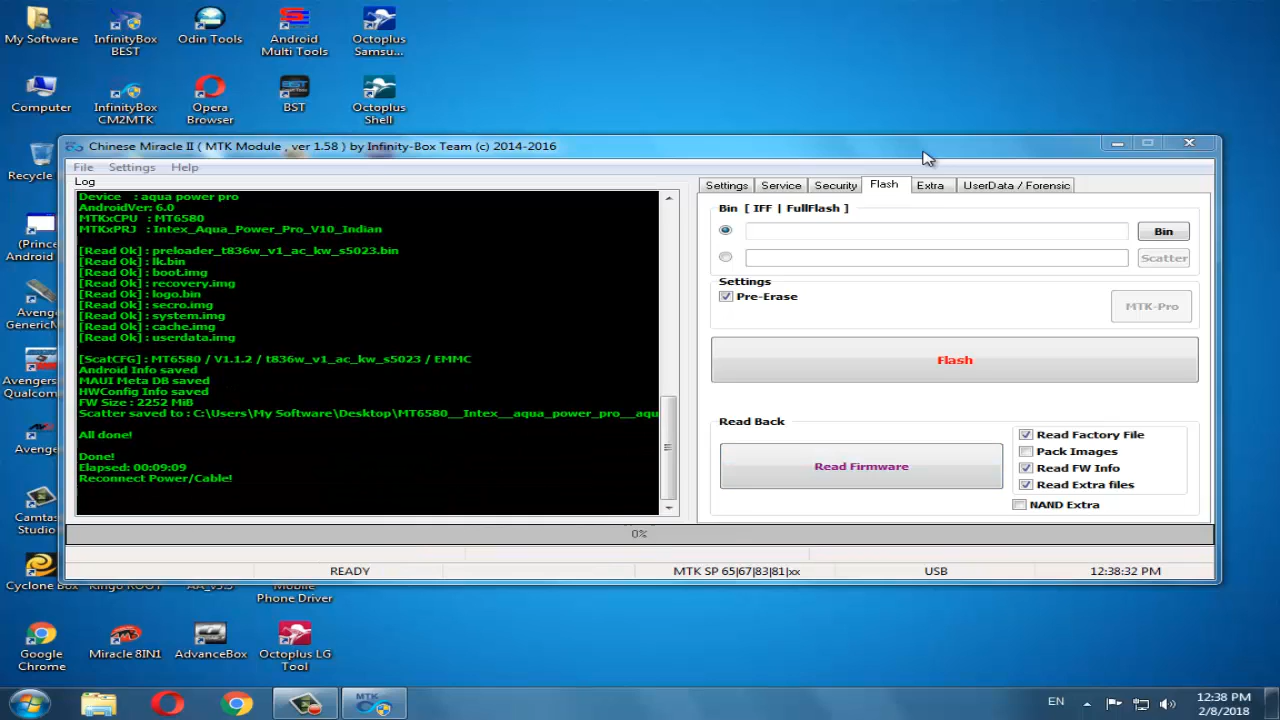 My Software
InfinityBox BEST
Odin Tools
Android Multi Tools
Octoplus Samsu...
Computer
InfinityBox CM2MTK
Opera Browser
BST
Octoplus Shell
Recycle
Chinese Miracle II ( MTK Module , ver 1.58 ) by Infinity-Box Team (c) 2014-2016
File Settings Help
Log
Device : aqua power pro
AndroidVer: 6.0
MTKxCPU : MT6580
MTKxPRJ : Intex_Aqua_Power_Pro_V10_Indian
[Read Ok] : preloader_t836w_v1_ac_kw_s5023.bin
[Read Ok] : lk.bin
[Read Ok] : boot.img
[Read Ok] : recovery.img
[Read Ok] : logo.bin
[Read Ok] : secro.img
[Read Ok] : system.img
[Read Ok] : cache.img
[Read Ok] : userdata.img
[ScatCFG] : MT6580 / V1.1.2 / t836w_v1_ac_kw_s5023 / EMMC
Android Info saved
MAUI Meta DB saved
HWConfig Info saved
FW Size : 2252 MiB
Scatter saved to : C:\Users\My Software\Desktop\MT6580__Intex__aqua_power_pro__aqu
All done!
Done!
Elapsed: 00:09:09
Reconnect Power/Cable!
Settings Service Security Flash Extra UserData / Forensic
Bin [ IFF | FullFlash ]
Bin
Scatter
Settings
Pre-Erase
MTK-Pro
Flash
Read Back
Read Firmware
Read Factory File
Pack Images
Read FW Info
Read Extra files
NAND Extra
0%
READY
MTK SP 65|67|83|81|xx
USB
12:38:32 PM
(Prince
Android
Avenge
GenericM
Avengers
Qualcom
Avenge
Camtas
Studio
Cyclone Box
Mobile
Phone Driver
Google Chrome
Miracle 8IN1
AdvanceBox
Octoplus LG Tool
MTK
EN
12:38 PM
2/8/2018